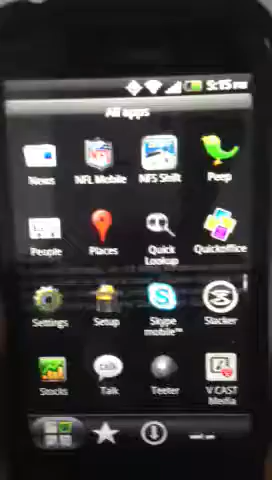 5:15 PM
All apps
News
NFL Mobile
NFS Shift
Peep
People
Places
Quick
Lookup
Quickoffice
Settings
Setup
Skype
mobile™
Slacker
talk
Stocks
Talk
Teeter
V CAST
Media